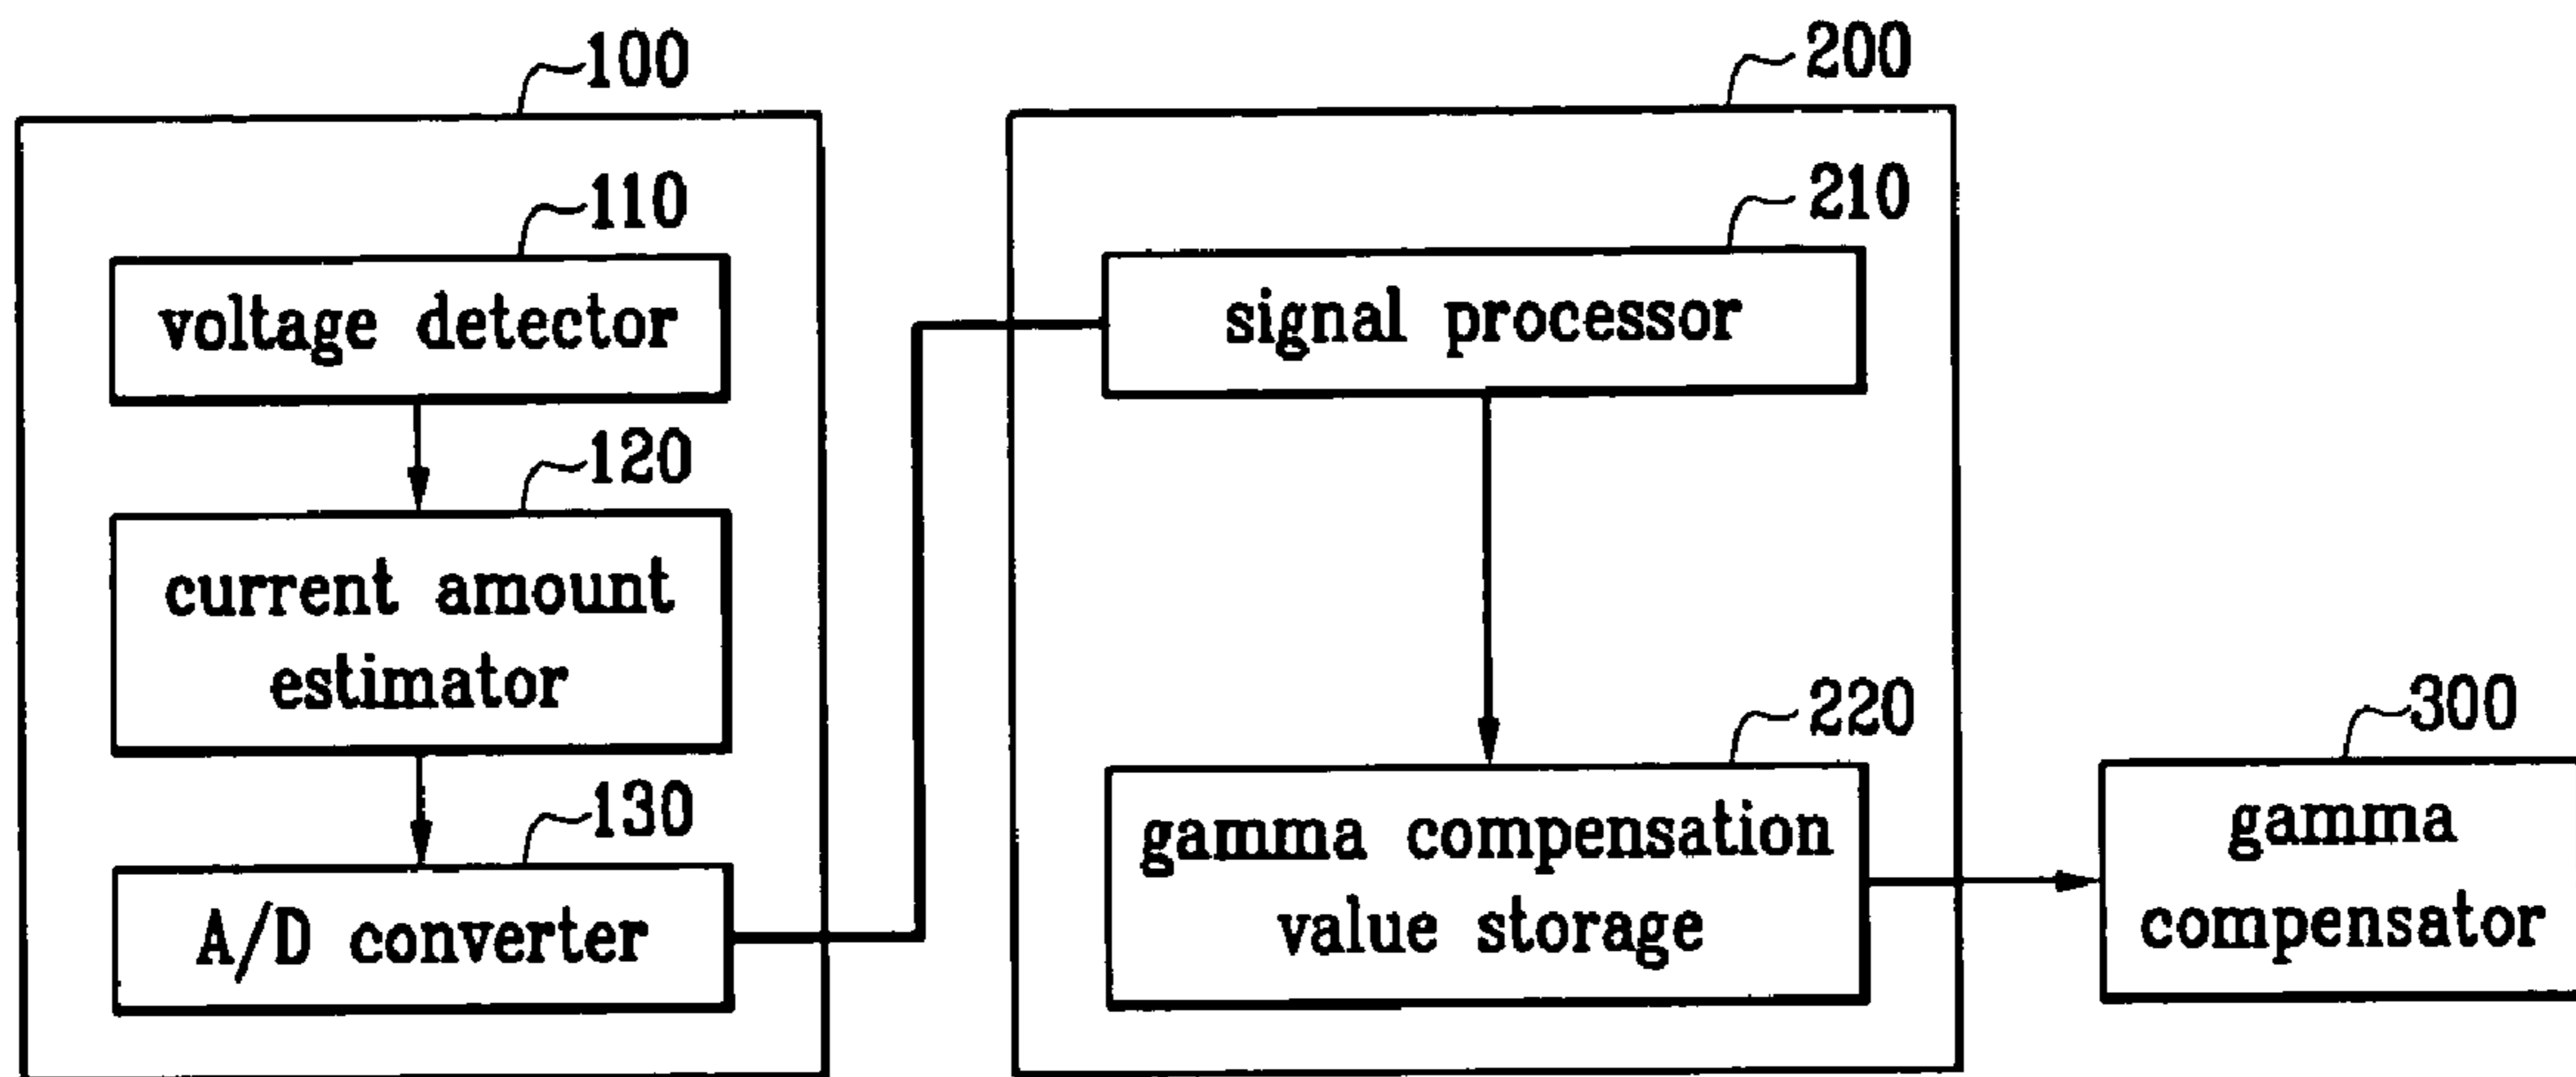 100
110
voltage detector
120
current amount
estimator
130
A/D converter
200
210
signal processor
220
gamma compensation
value storage
300
gamma
compensator